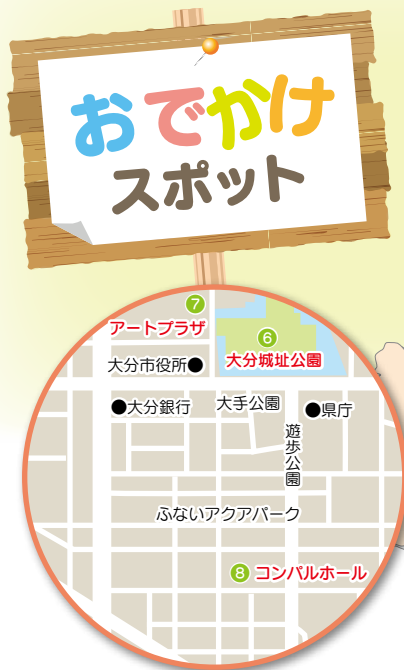 おでかけ
スポット
7
アートプラザ
6
大分城址公園
大分市役所●
●大分銀行
大手公園
●県庁
遊歩公園
ふないアクアパーク
8 コンパルホール